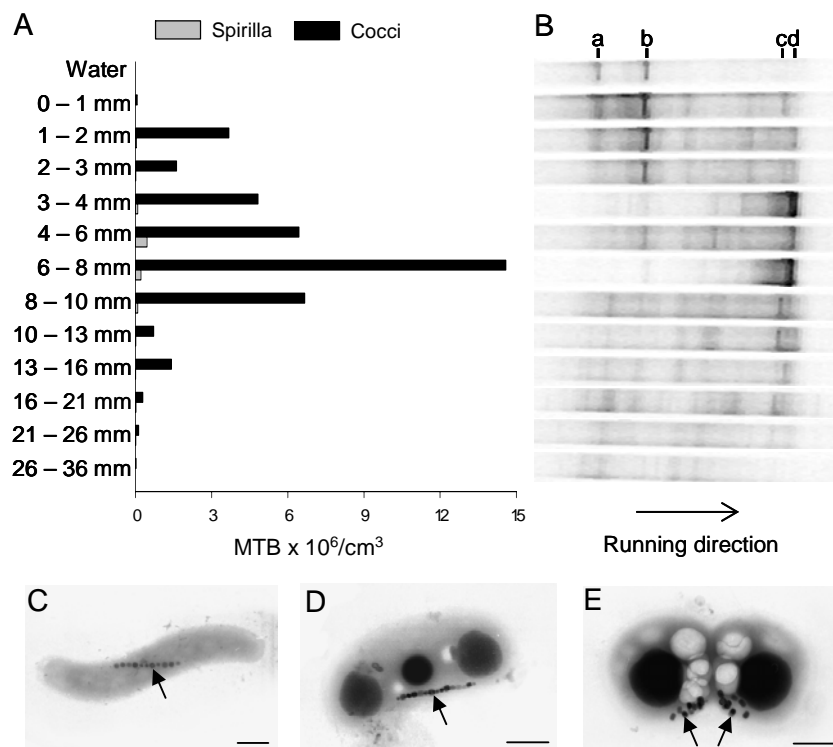 A
Spirilla Cocci
Water
0 – 1 mm
1 – 2 mm
2 – 3 mm
3 – 4 mm
4 – 6 mm
6 – 8 mm
8 – 10 mm
10 – 13 mm
13 – 16 mm
16 – 21 mm
21 – 26 mm
26 – 36 mm
0 3 6 9 12 15
MTB x 10⁶/cm³
B
a b c d
Running direction
C
D
E